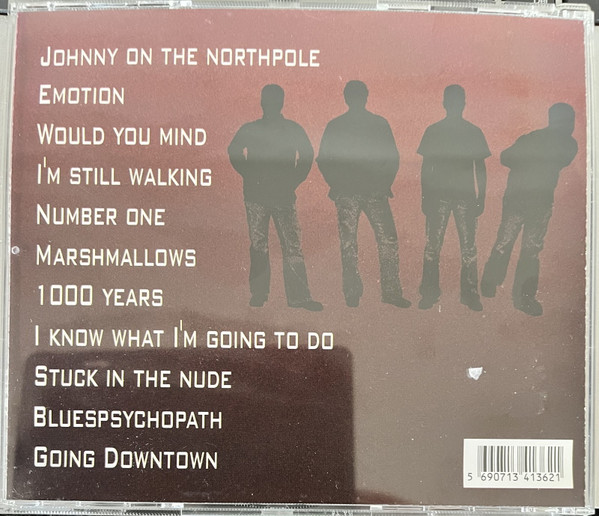 Johnny on the Northpole
Emotion
Would you mind
I'm still walking
Number one
Marshmallows
1000 years
I know what I'm going to do
Stuck in the nude
Bluespsychopath
Going Downtown
5 690713 413621